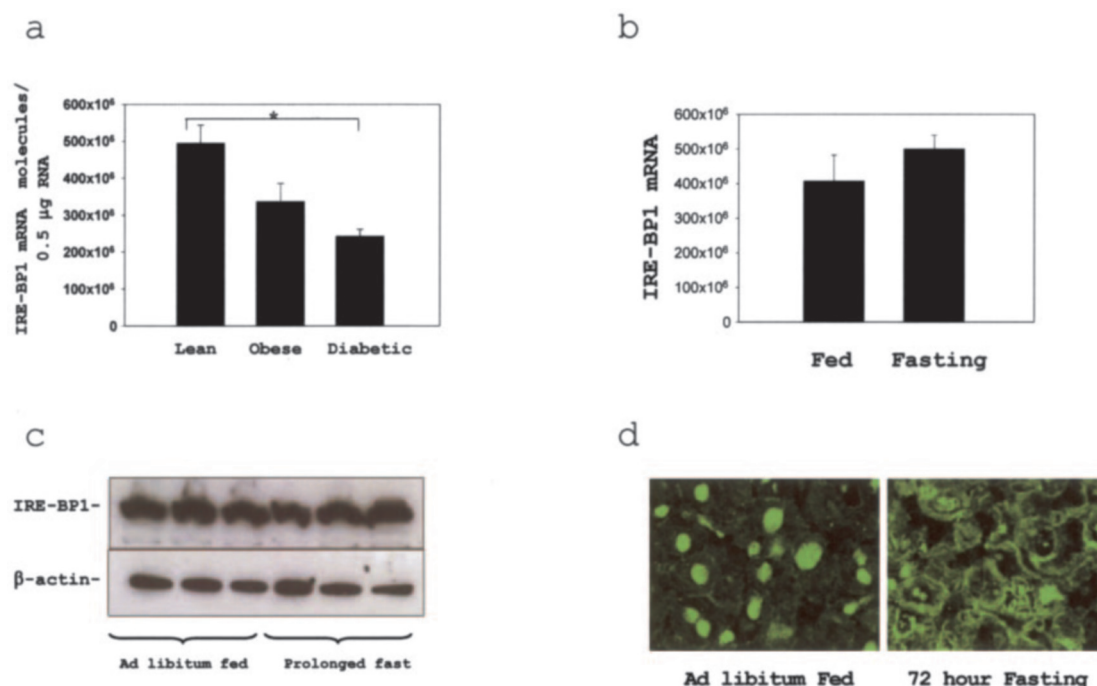 a
IRE-BP1 mRNA molecules/
0.5 µg RNA
600x10⁶
500x10⁶
400x10⁶
300x10⁶
200x10⁶
100x10⁶
0
*
Lean Obese Diabetic
b
IRE-BP1 mRNA
600x10⁶
500x10⁶
400x10⁶
300x10⁶
200x10⁶
100x10⁶
0
Fed Fasting
c
IRE-BP1-
β-actin-
Ad libitum fed Prolonged fast
d
Ad libitum Fed 72 hour Fasting